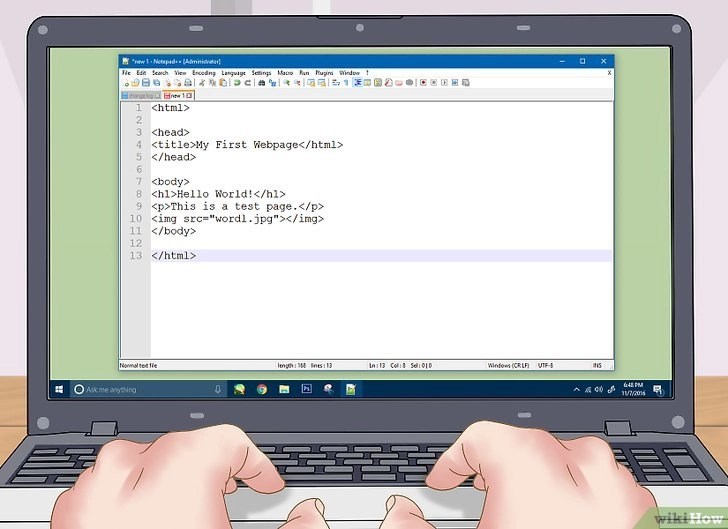 *new 1 - Notepad++ [Administrator]
File Edit Search View Encoding Language Settings Macro Run Plugins Window ? X
change.log new 1
1 <html>
2
3 <head>
4 <title>My First Webpage</html>
5 </head>
6
7 <body>
8 <h1>Hello World!</h1>
9 <p>This is a test page.</p>
10 <img src="word1.jpg"></img>
11 </body>
12
13 </html>
Normal text file length : 168 lines : 13 Ln : 13 Col : 8 Sel : 0 | 0 Windows (CR LF) UTF-8 INS
Ask me anything Ps 6:48 PM
11/7/2016
wikiHow